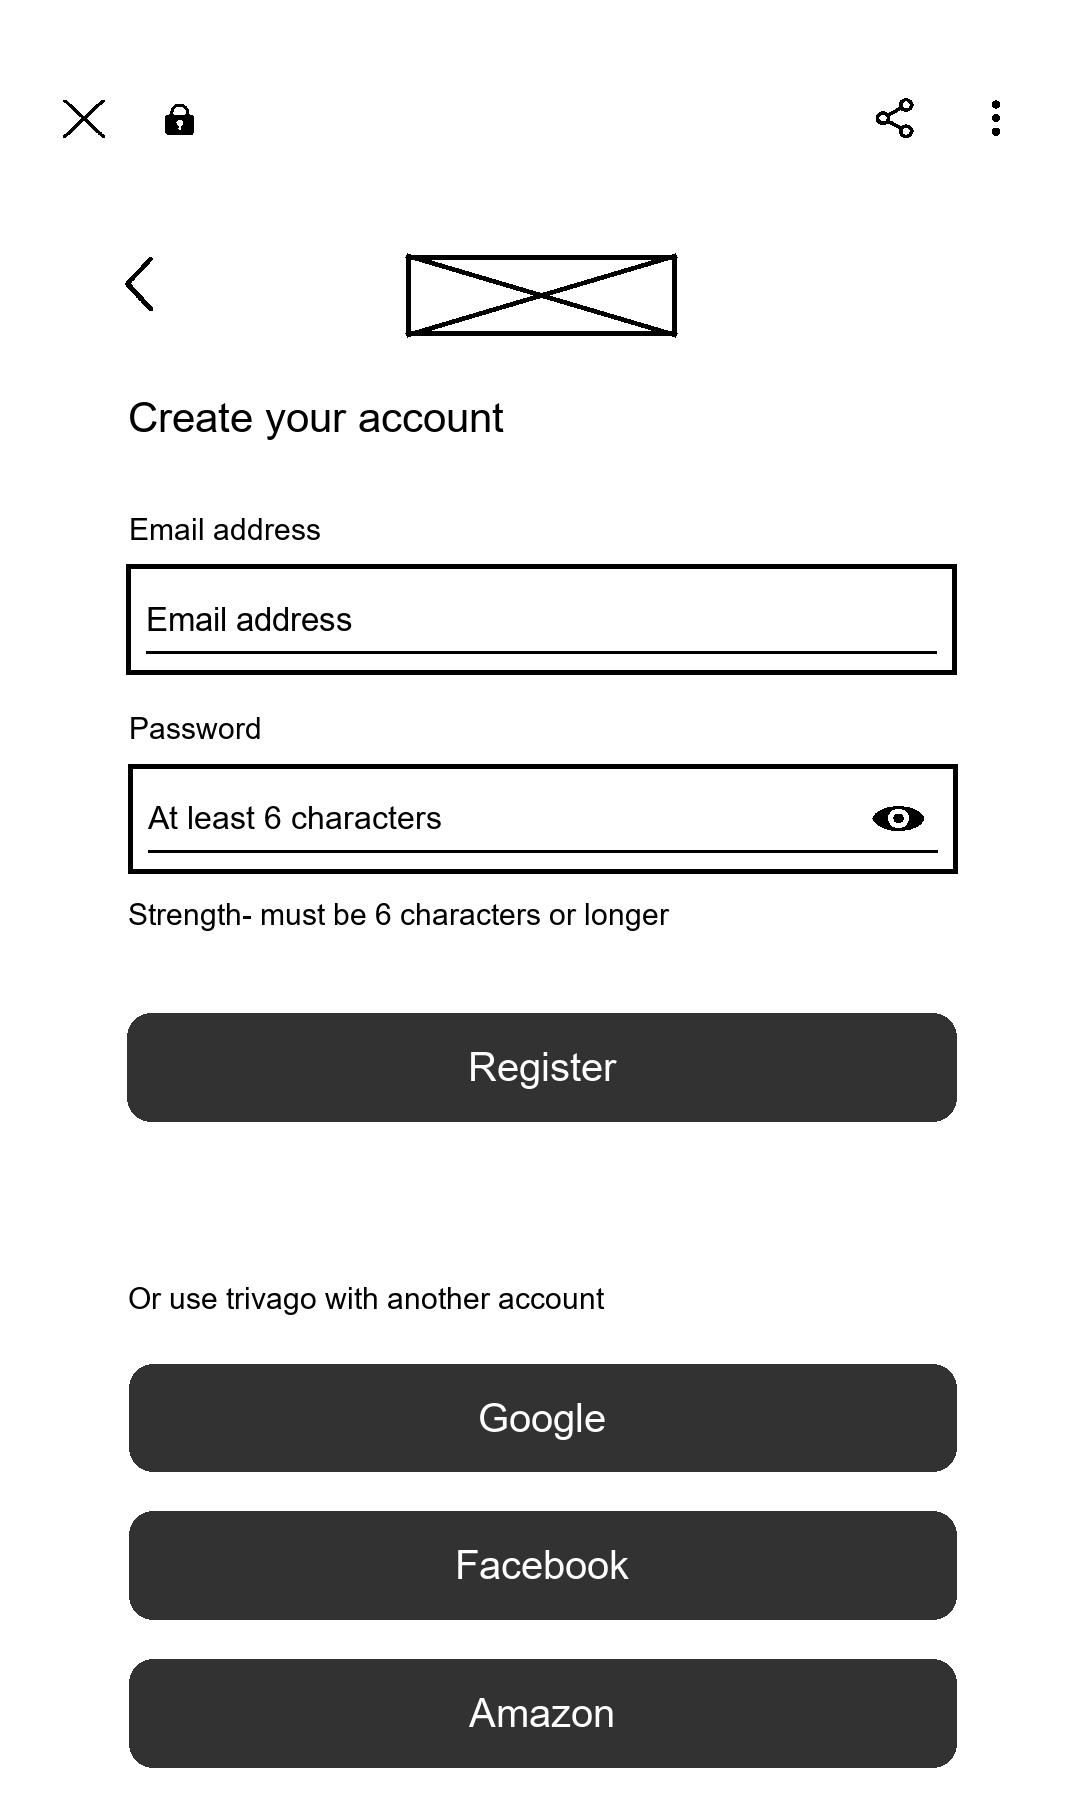 Create your account
Email address
Email address
Password
At least 6 characters
Strength- must be 6 characters or longer
Register
Or use trivago with another account
Google
Facebook
Amazon